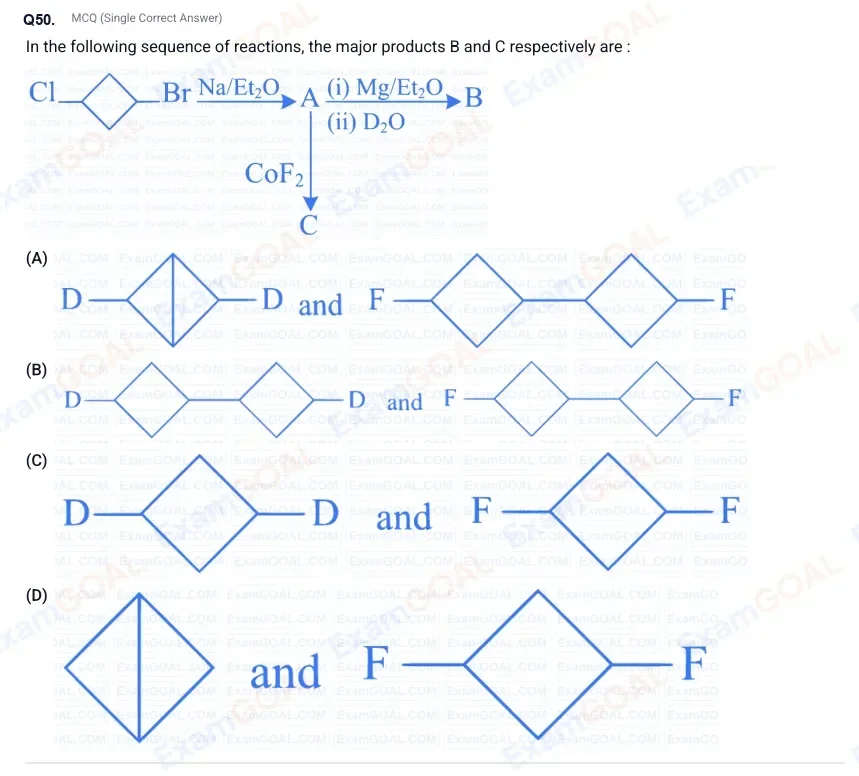 Q50. MCQ (Single Correct Answer)
In the following sequence of reactions, the major products B and C respectively are :
Cl Br Na/Et₂O A (i) Mg/Et₂O B
(ii) D₂O
CoF₂
C
(A) D D and F F
(B) D D and F F
(C) D D and F F
(D) and F F
ExamGOAL